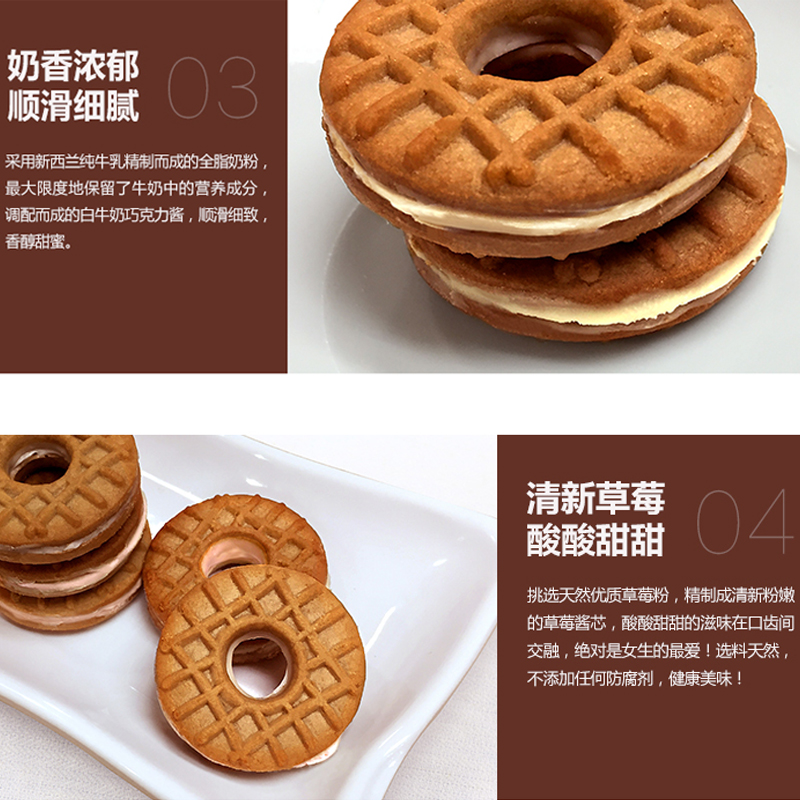 奶香浓郁
顺滑细腻
03
采用新西兰纯牛乳精制而成的全脂奶粉，
最大限度地保留了牛奶中的营养成分，
调配而成的白牛奶巧克力酱，顺滑细致，
香醇甜蜜。
清新草莓
酸酸甜甜
04
挑选天然优质草莓粉，精制成清新粉嫩
的草莓酱芯，酸酸甜甜的滋味在口齿间
交融，绝对是女生的最爱！选料天然，
不添加任何防腐剂，健康美味！